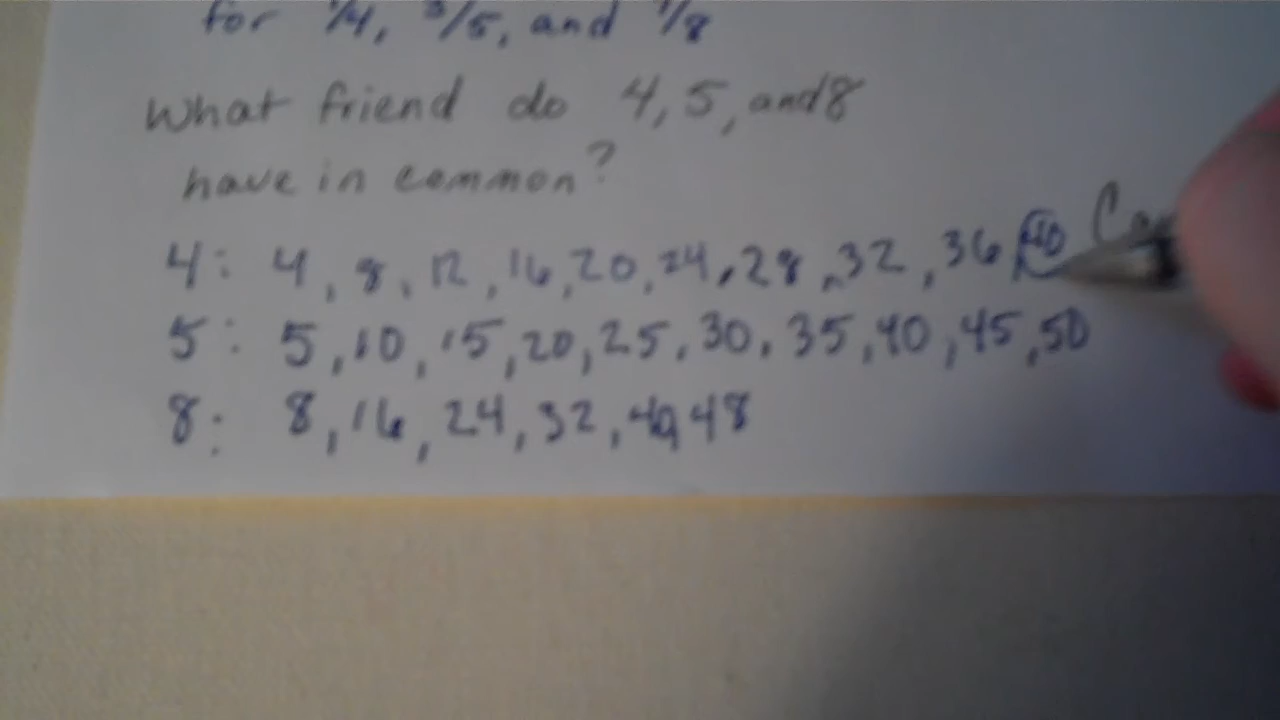 for 1/4, 3/5, and 1/8
What friend do 4, 5, and 8
have in common?
4: 4, 8, 12, 16, 20, 24, 28, 32, 36, 40
5: 5, 10, 15, 20, 25, 30, 35, 40, 45, 50
8: 8, 16, 24, 32, 40, 48